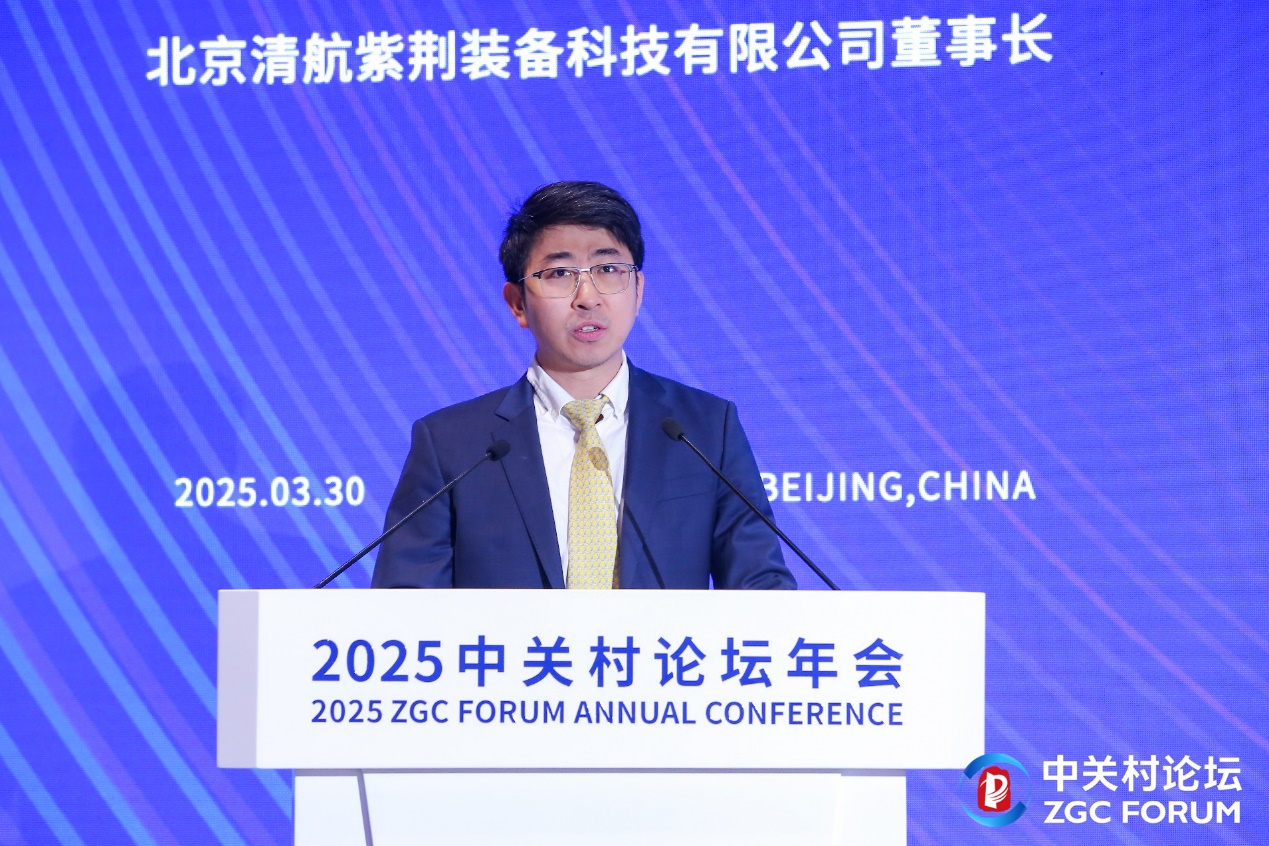 北京清航紫荆装备科技有限公司董事长
2025.03.30
BEIJING,CHINA
2025中关村论坛年会
2025 ZGC FORUM ANNUAL CONFERENCE
中关村论坛
ZGC FORUM